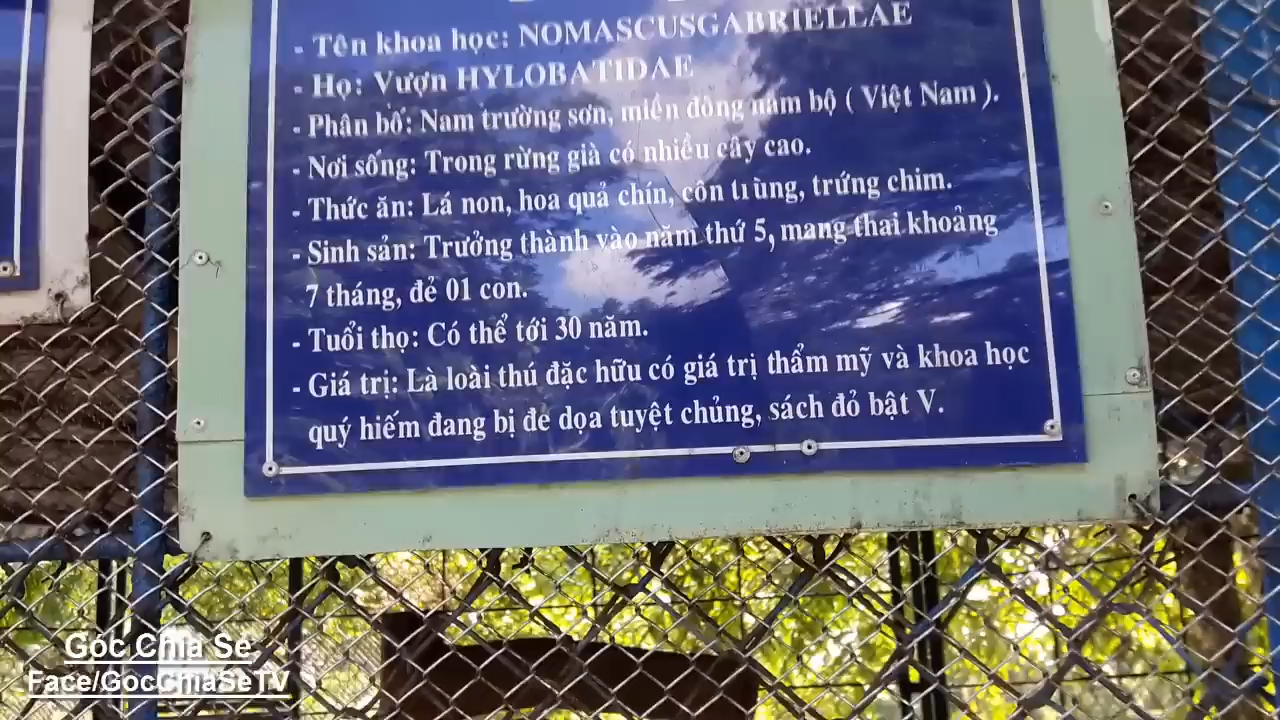 - Tên khoa học: NOMASCUSGABRIELLAE
- Họ: Vượn HYLOBATIDAE
- Phân bố: Nam trường sơn, miền đông nam bộ ( Việt Nam ).
- Nơi sống: Trong rừng già có nhiều cây cao.
- Thức ăn: Lá non, hoa quả chín, côn trùng, trứng chim.
- Sinh sản: Trưởng thành vào năm thứ 5, mang thai khoảng
7 tháng, đẻ 01 con.
- Tuổi thọ: Có thể tới 30 năm.
- Giá trị: Là loài thú đặc hữu có giá trị thẩm mỹ và khoa học
quý hiếm đang bị đe dọa tuyệt chủng, sách đỏ bật V.
Góc Chia Sẻ
Face/GocChiaSeTV